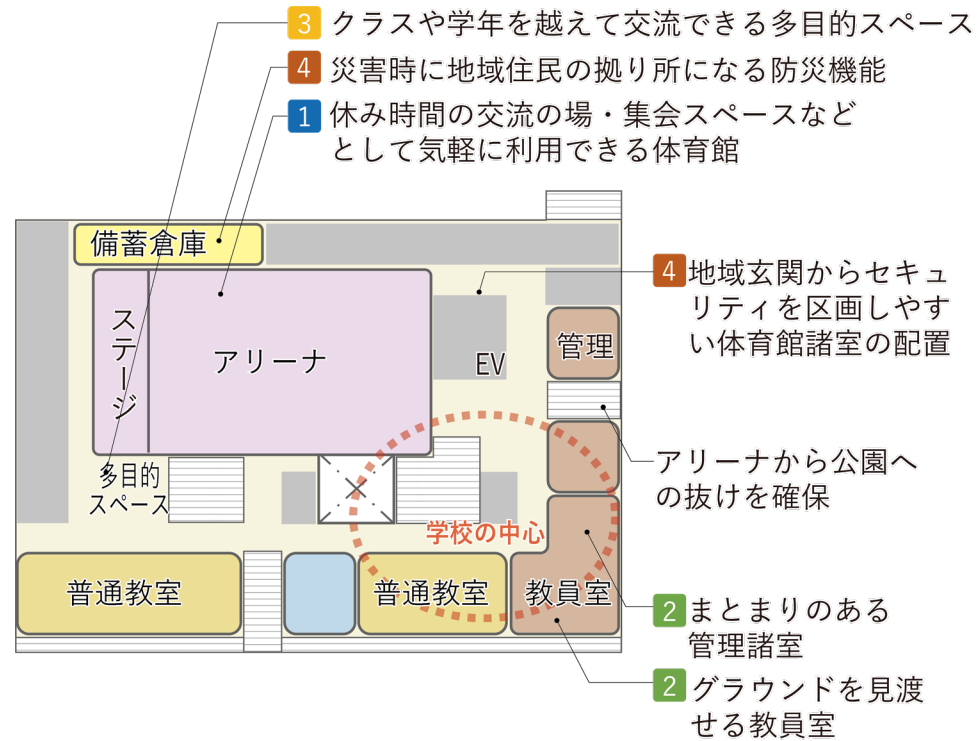 3 クラスや学年を越えて交流できる多目的スペース
4 災害時に地域住民の拠り所になる防災機能
1 休み時間の交流の場・集会スペースなど
として気軽に利用できる体育館
備蓄倉庫
ステージ
アリーナ
EV
管理
4 地域玄関からセキュ
リティを区画しやす
い体育館諸室の配置
アリーナから公園へ
の抜けを確保
多目的
スペース
学校の中心
普通教室
普通教室
教員室
2 まとまりのある
管理諸室
2 グラウンドを見渡
せる教員室